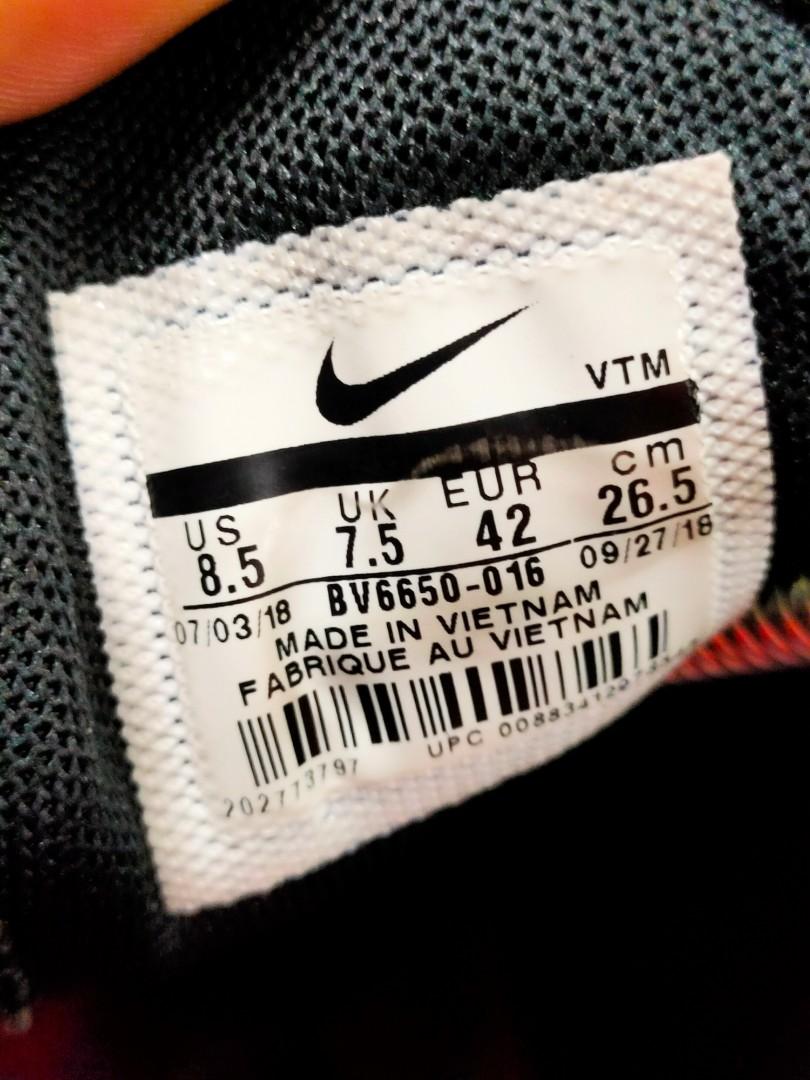 VTM
US UK EUR cm
8.5 7.5 42 26.5
07/03/18 BV6650-016 09/27/18
MADE IN VIETNAM
FABRIQUE AU VIETNAM
UPC
202773797